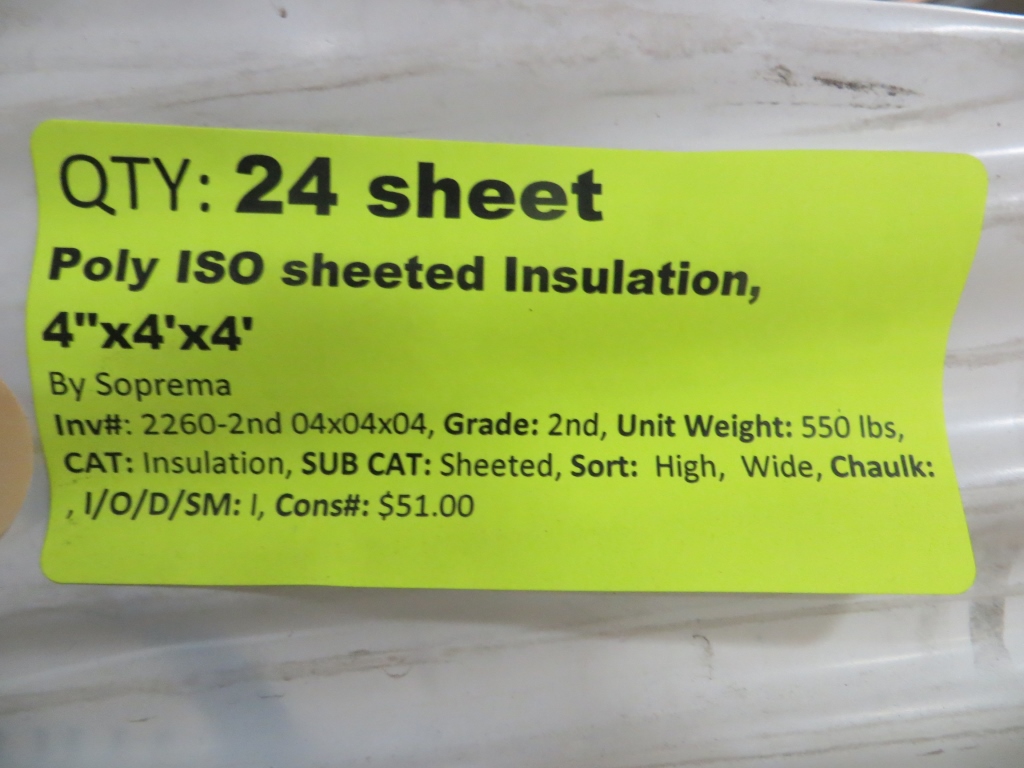 QTY: 24 sheet
Poly ISO sheeted Insulation,
4"x4'x4'
By Soprema
Inv#: 2260-2nd 04x04x04, Grade: 2nd, Unit Weight: 550 lbs,
CAT: Insulation, SUB CAT: Sheeted, Sort: High, Wide, Chaulk:
, I/O/D/SM: I, Cons#: $51.00